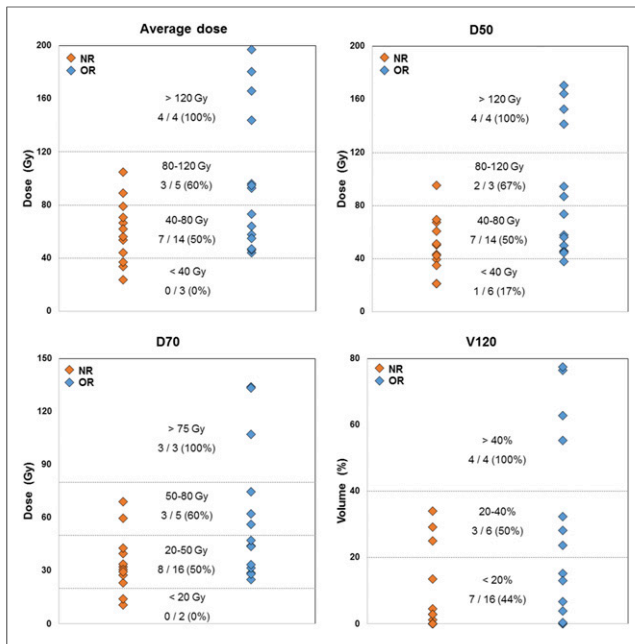 Average dose
200
160
120
80
40
0
Dose (Gy)
NR
OR
> 120 Gy
4 / 4 (100%)
80-120 Gy
3 / 5 (60%)
40-80 Gy
7 / 14 (50%)
< 40 Gy
0 / 3 (0%)
D50
200
160
120
80
40
0
Dose (Gy)
NR
OR
> 120 Gy
4 / 4 (100%)
80-120 Gy
2 / 3 (67%)
40-80 Gy
7 / 14 (50%)
< 40 Gy
1 / 6 (17%)
D70
150
120
90
60
30
0
Dose (Gy)
NR
OR
> 75 Gy
3 / 3 (100%)
50-80 Gy
3 / 5 (60%)
20-50 Gy
8 / 16 (50%)
< 20 Gy
0 / 2 (0%)
V120
80
60
40
20
0
Volume (%)
NR
OR
> 40%
4 / 4 (100%)
20-40%
3 / 6 (50%)
< 20%
7 / 16 (44%)